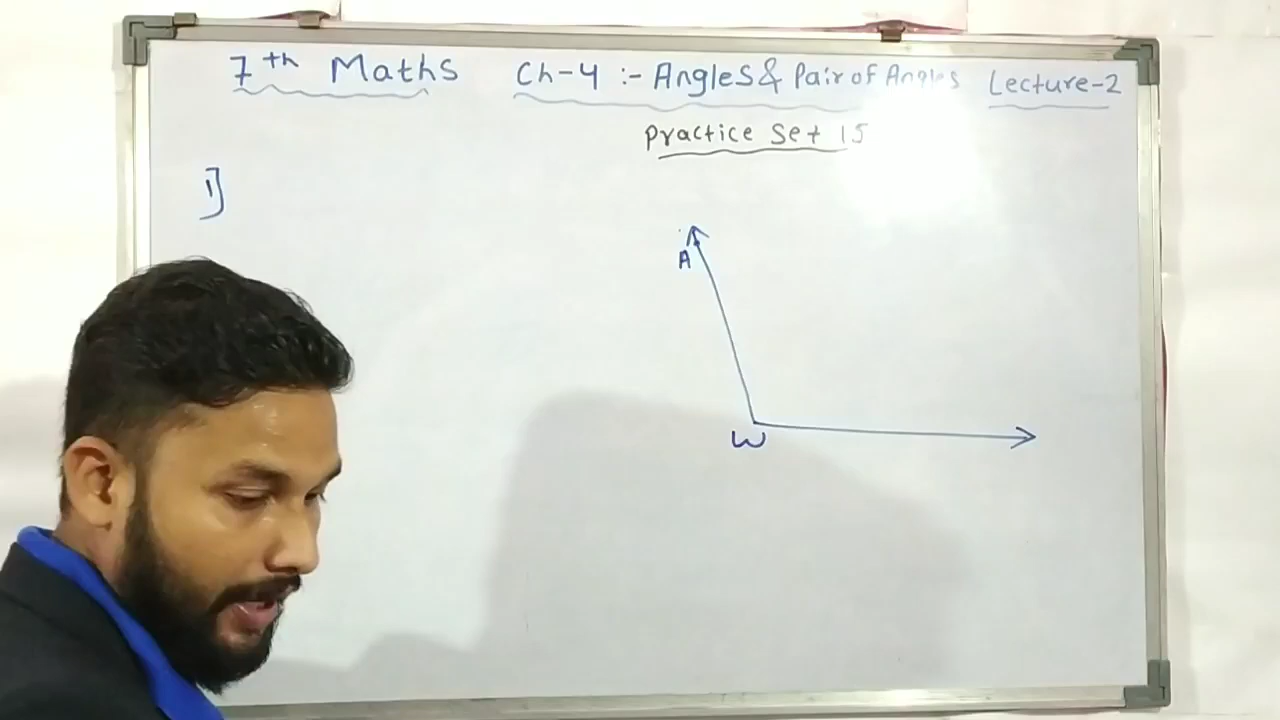 7th Maths Ch-4 :- Angles & Pair of Angles Lecture-2
Practice Set 15
1]
A
W